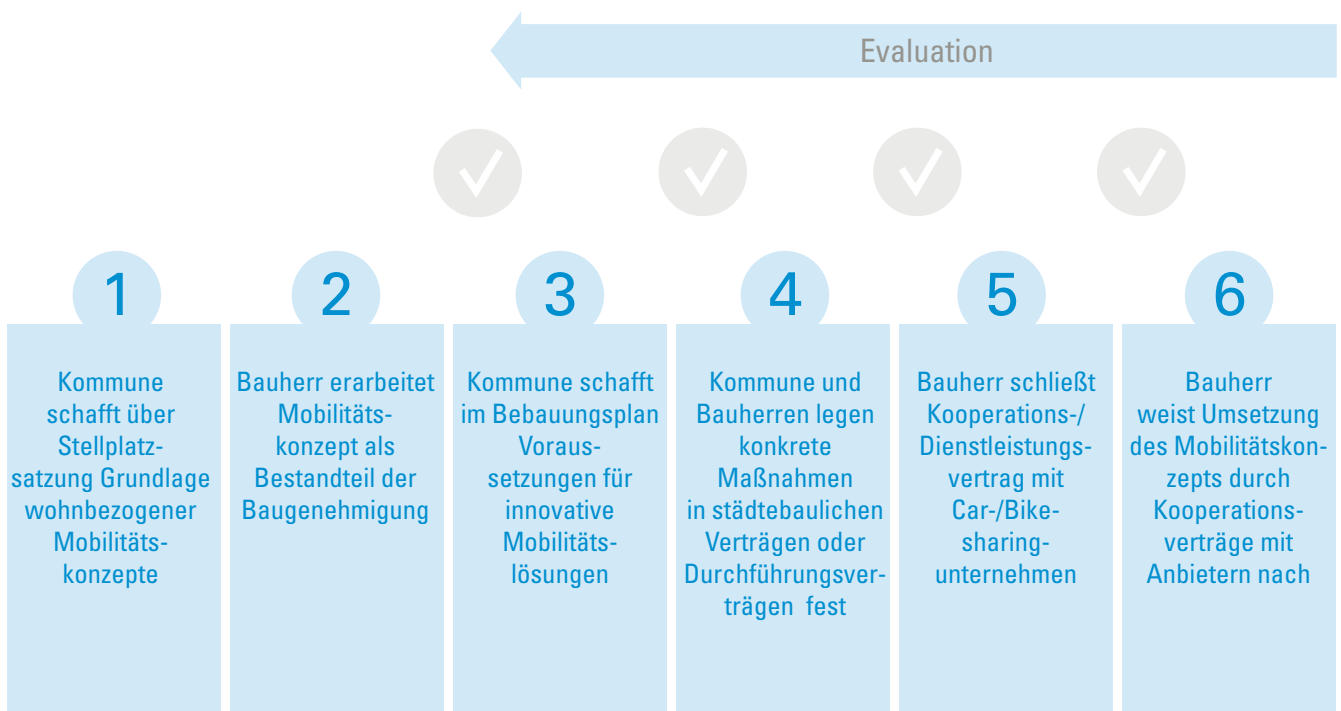 Evaluation
1
Kommune
schafft über
Stellplatz-
satzung Grundlage
wohnbezogener
Mobilitäts-
konzepte
2
Bauherr erarbeitet
Mobilitäts-
konzept als
Bestandteil der
Baugenehmigung
3
Kommune schafft
im Bebauungsplan
Voraus-
setzungen für
innovative
Mobilitäts-
lösungen
4
Kommune und
Bauherren legen
konkrete
Maßnahmen
in städtebaulichen
Verträgen oder
Durchführungsver-
trägen fest
5
Bauherr schließt
Kooperations-/
Dienstleistungs-
vertrag mit
Car-/Bike-
sharing-
unternehmen
6
Bauherr
weist Umsetzung
des Mobilitätskon-
zepts durch
Kooperations-
verträge mit
Anbietern nach